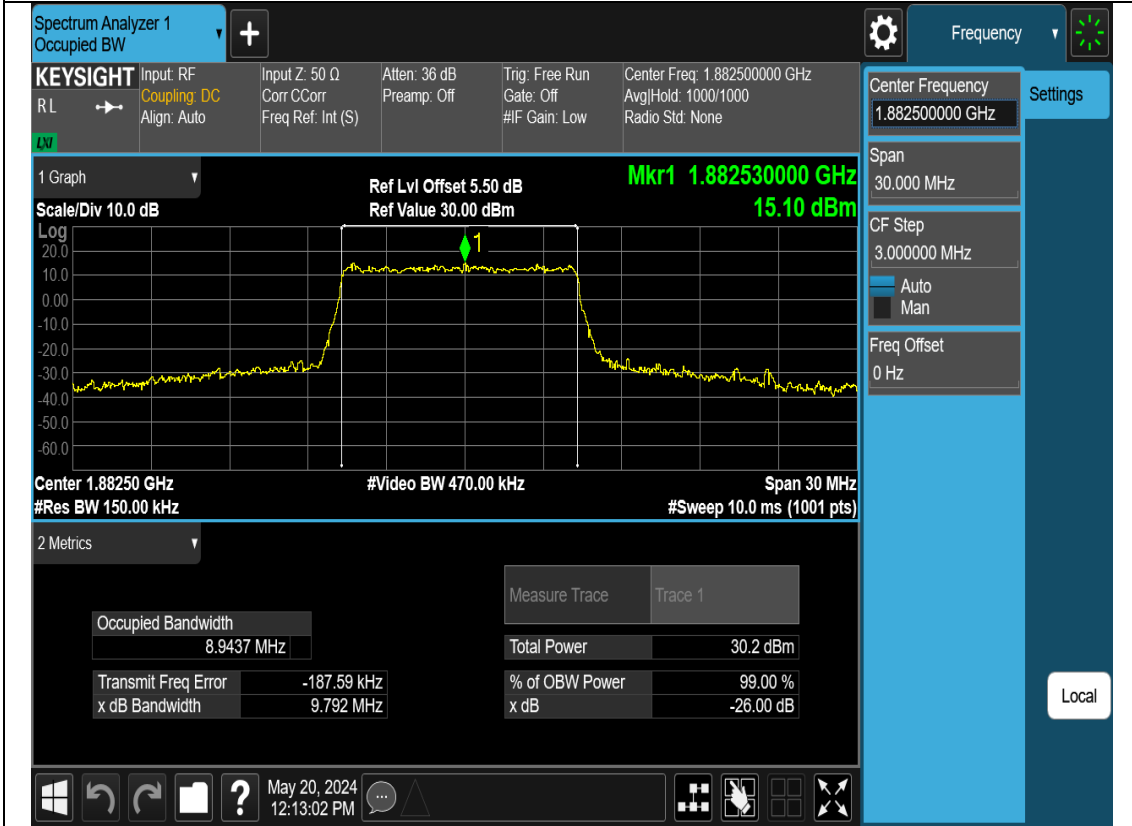 Spectrum Analyzer 1
Occupied BW
Frequency
KEYSIGHT
R L
LXI
Input: RF
Coupling: DC
Align: Auto
Input Z: 50 Ω
Corr CCorr
Freq Ref: Int (S)
Atten: 36 dB
Preamp: Off
Trig: Free Run
Gate: Off
#IF Gain: Low
Center Freq: 1.882500000 GHz
Avg|Hold: 1000/1000
Radio Std: None
Center Frequency
1.882500000 GHz
Settings
Span
30.000 MHz
CF Step
3.000000 MHz
Auto
Man
Freq Offset
0 Hz
Local
1 Graph
Scale/Div 10.0 dB
Ref Lvl Offset 5.50 dB
Ref Value 30.00 dBm
Mkr1 1.882530000 GHz
15.10 dBm
Log
1
20.0
10.0
0.00
-10.0
-20.0
-30.0
-40.0
-50.0
-60.0
Center 1.88250 GHz
#Video BW 470.00 kHz
Span 30 MHz
#Res BW 150.00 kHz
#Sweep 10.0 ms (1001 pts)
2 Metrics
Measure Trace Trace 1
Occupied Bandwidth
8.9437 MHz
Total Power 30.2 dBm
Transmit Freq Error -187.59 kHz
% of OBW Power 99.00 %
x dB Bandwidth 9.792 MHz
x dB -26.00 dB
?
May 20, 2024
12:13:02 PM